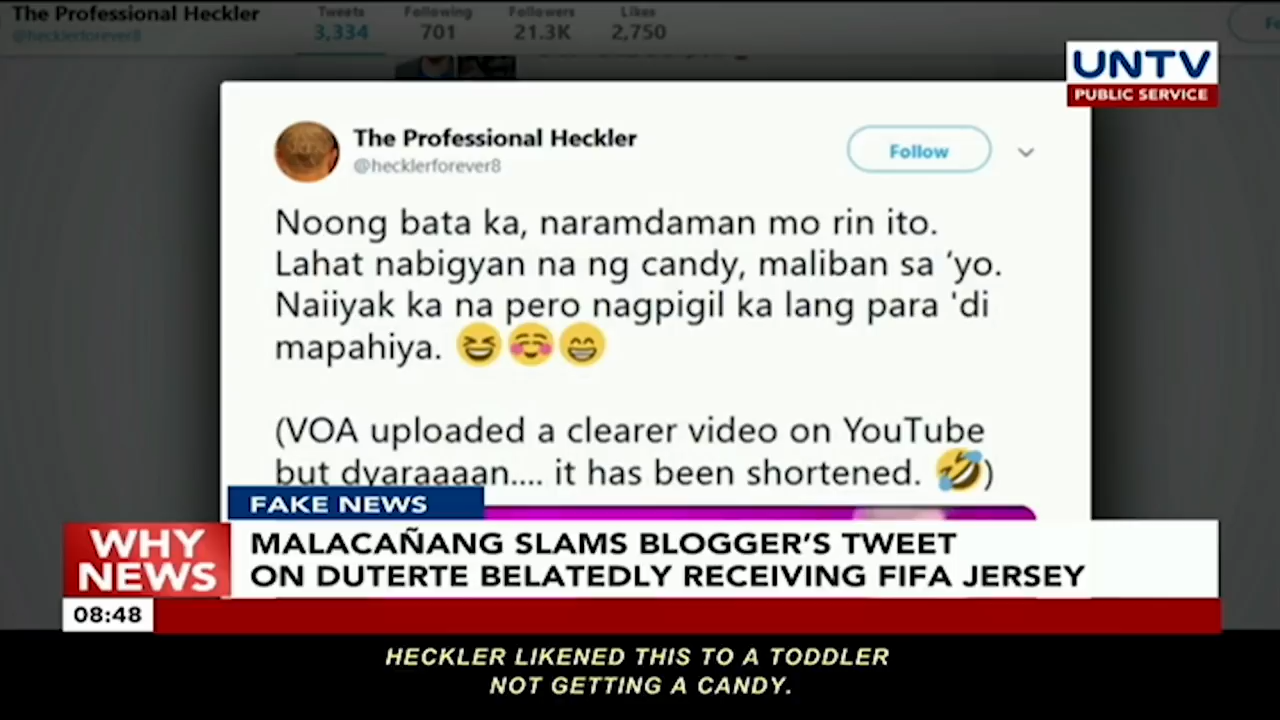 The Professional Heckler
@hecklerforever8
Tweets Following Followers Likes
3,334 701 21.3K 2,750
UNTV
PUBLIC SERVICE
The Professional Heckler
@hecklerforever8
Follow
Noong bata ka, naramdaman mo rin ito.
Lahat nabigyan na ng candy, maliban sa ‘yo.
Naiiyak ka na pero nagpigil ka lang para 'di
mapahiya. 😆☺️😁
(VOA uploaded a clearer video on YouTube
but dyaraaaan.... it has been shortened. 🤣)
FAKE NEWS
WHY
NEWS
MALACAÑANG SLAMS BLOGGER’S TWEET
ON DUTERTE BELATEDLY RECEIVING FIFA JERSEY
08:48
HECKLER LIKENED THIS TO A TODDLER
NOT GETTING A CANDY.